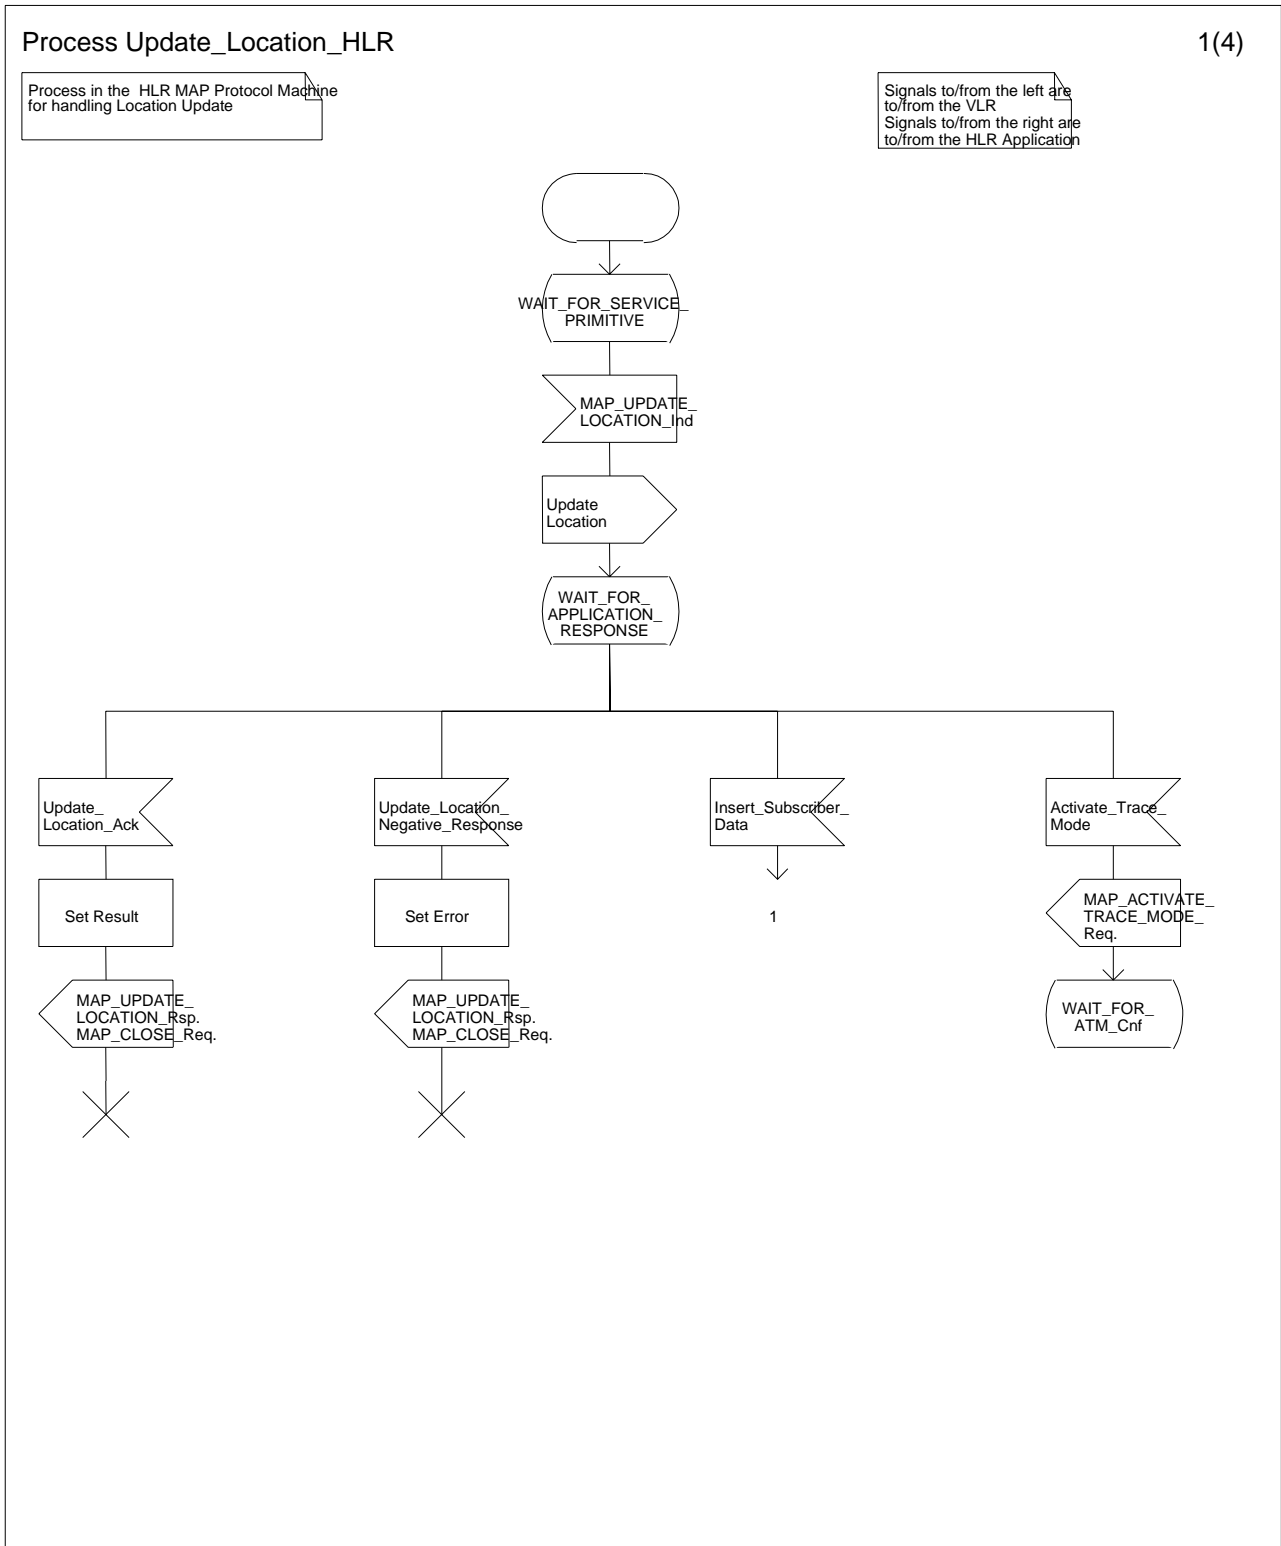 Process Update_Location_HLR
1(4)
Process in the HLR MAP Protocol Machine
for handling Location Update
Signals to/from the left are
to/from the VLR
Signals to/from the right are
to/from the HLR Application
WAIT_FOR_SERVICE_
PRIMITIVE
MAP_UPDATE_
LOCATION_Ind
Update
Location
WAIT_FOR_
APPLICATION_
RESPONSE
Update_
Location_Ack
Update_Location_
Negative_Response
Insert_Subscriber_
Data
Activate_Trace_
Mode
Set Result
Set Error
1
MAP_ACTIVATE_
TRACE_MODE_
Req.
MAP_UPDATE_
LOCATION_Rsp.
MAP_CLOSE_Req.
MAP_UPDATE_
LOCATION_Rsp.
MAP_CLOSE_Req.
WAIT_FOR_
ATM_Cnf